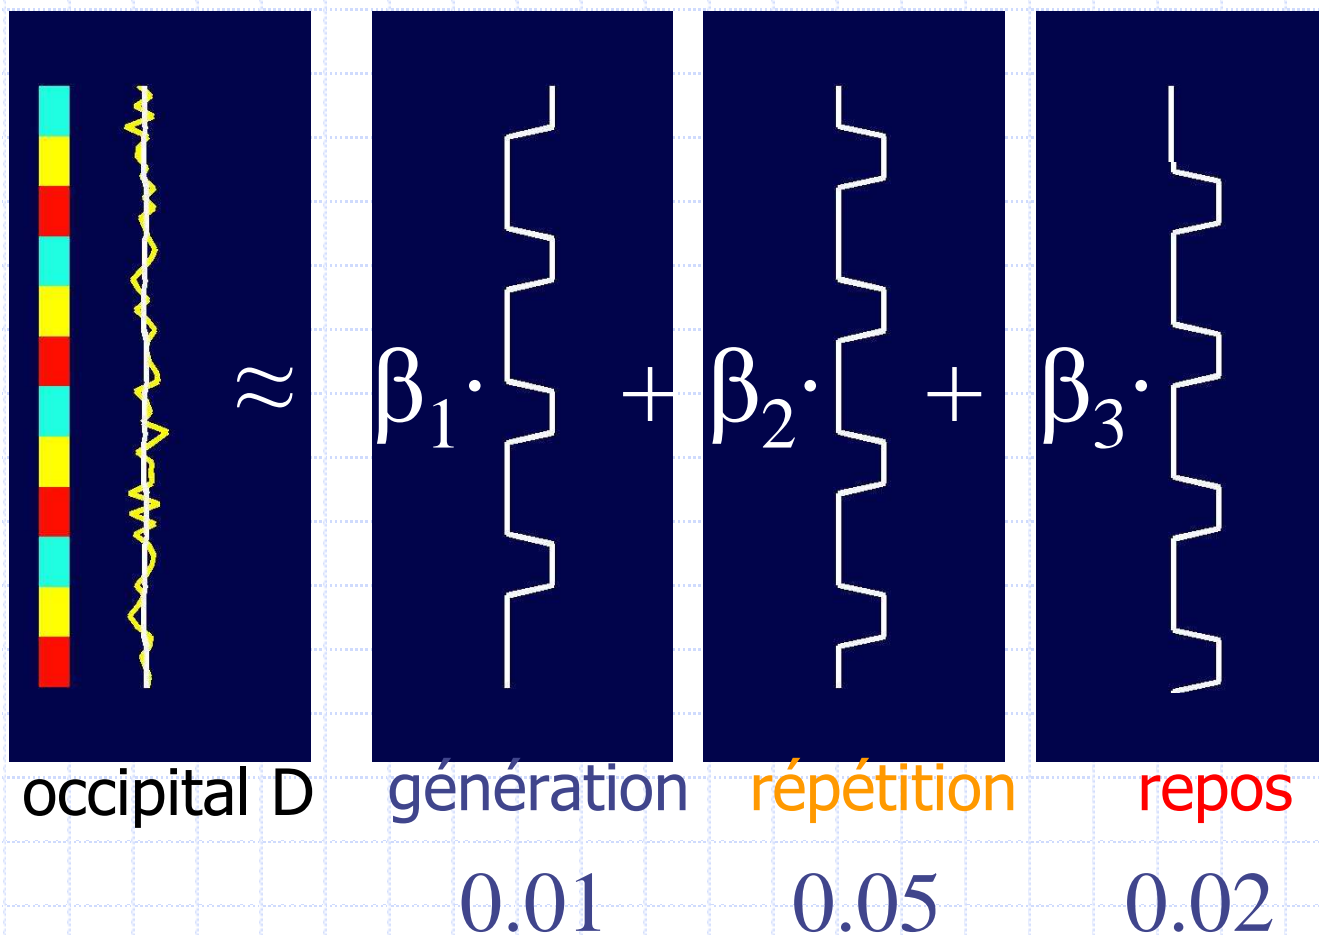 ≈ β₁· + β₂· + β₃·
occipital D génération répétition repos
0.01 0.05 0.02